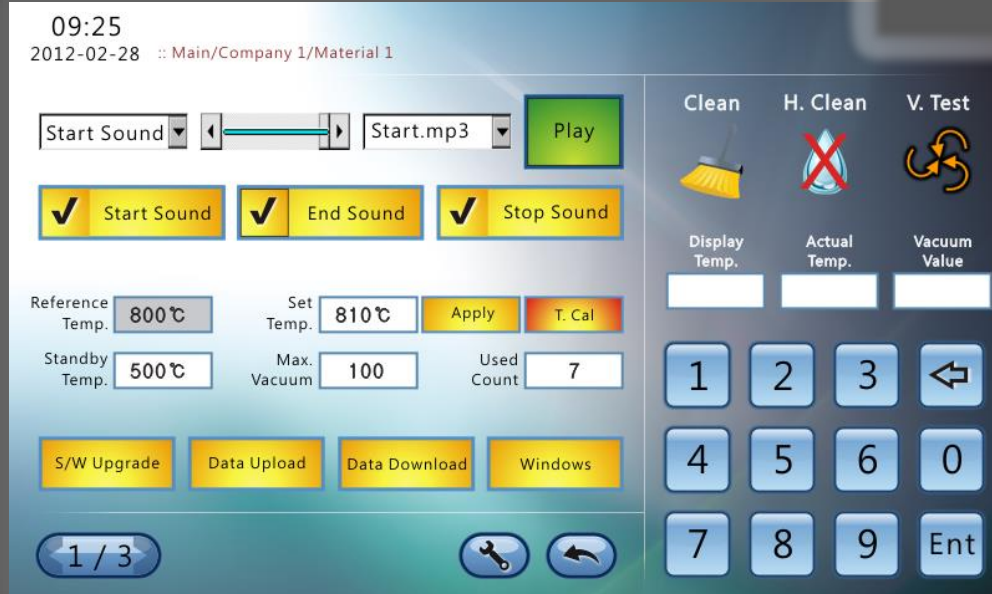 09:25
2012-02-28 :: Main/Company 1/Material 1
Start Sound
Start.mp3
Play
Start Sound
End Sound
Stop Sound
Reference
Temp.
800℃
Set
Temp.
810℃
Apply
T. Cal
Standby
Temp.
500℃
Max.
Vacuum
100
Used
Count
7
S/W Upgrade
Data Upload
Data Download
Windows
1 / 3
Clean
H. Clean
V. Test
Display
Temp.
Actual
Temp.
Vacuum
Value
1
2
3
4
5
6
0
7
8
9
Ent